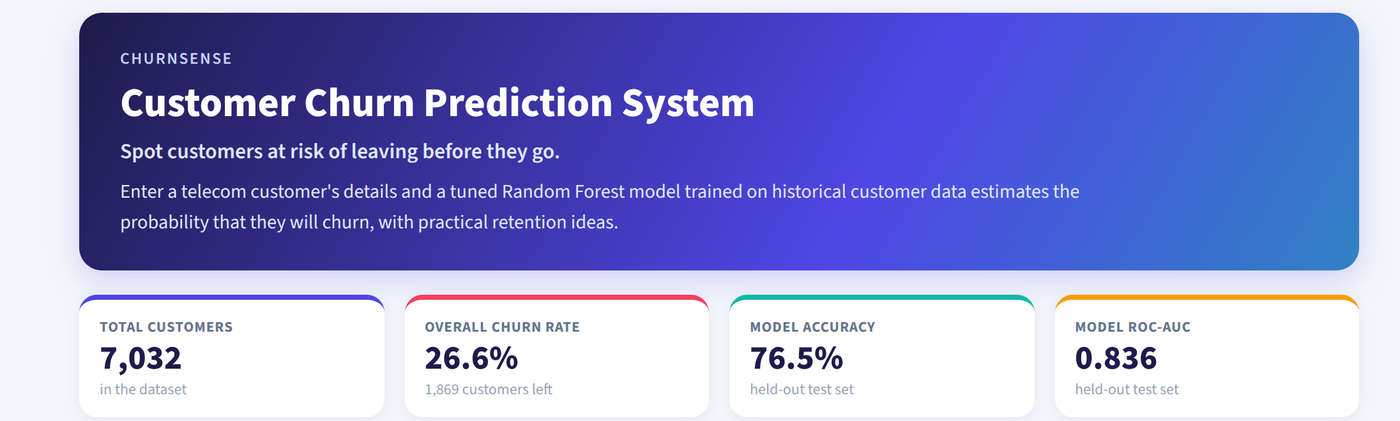 CHURNSENSE
Customer Churn Prediction System
Spot customers at risk of leaving before they go.
Enter a telecom customer's details and a tuned Random Forest model trained on historical customer data estimates the
probability that they will churn, with practical retention ideas.
TOTAL CUSTOMERS
7,032
in the dataset
OVERALL CHURN RATE
26.6%
1,869 customers left
MODEL ACCURACY
76.5%
held-out test set
MODEL ROC-AUC
0.836
held-out test set